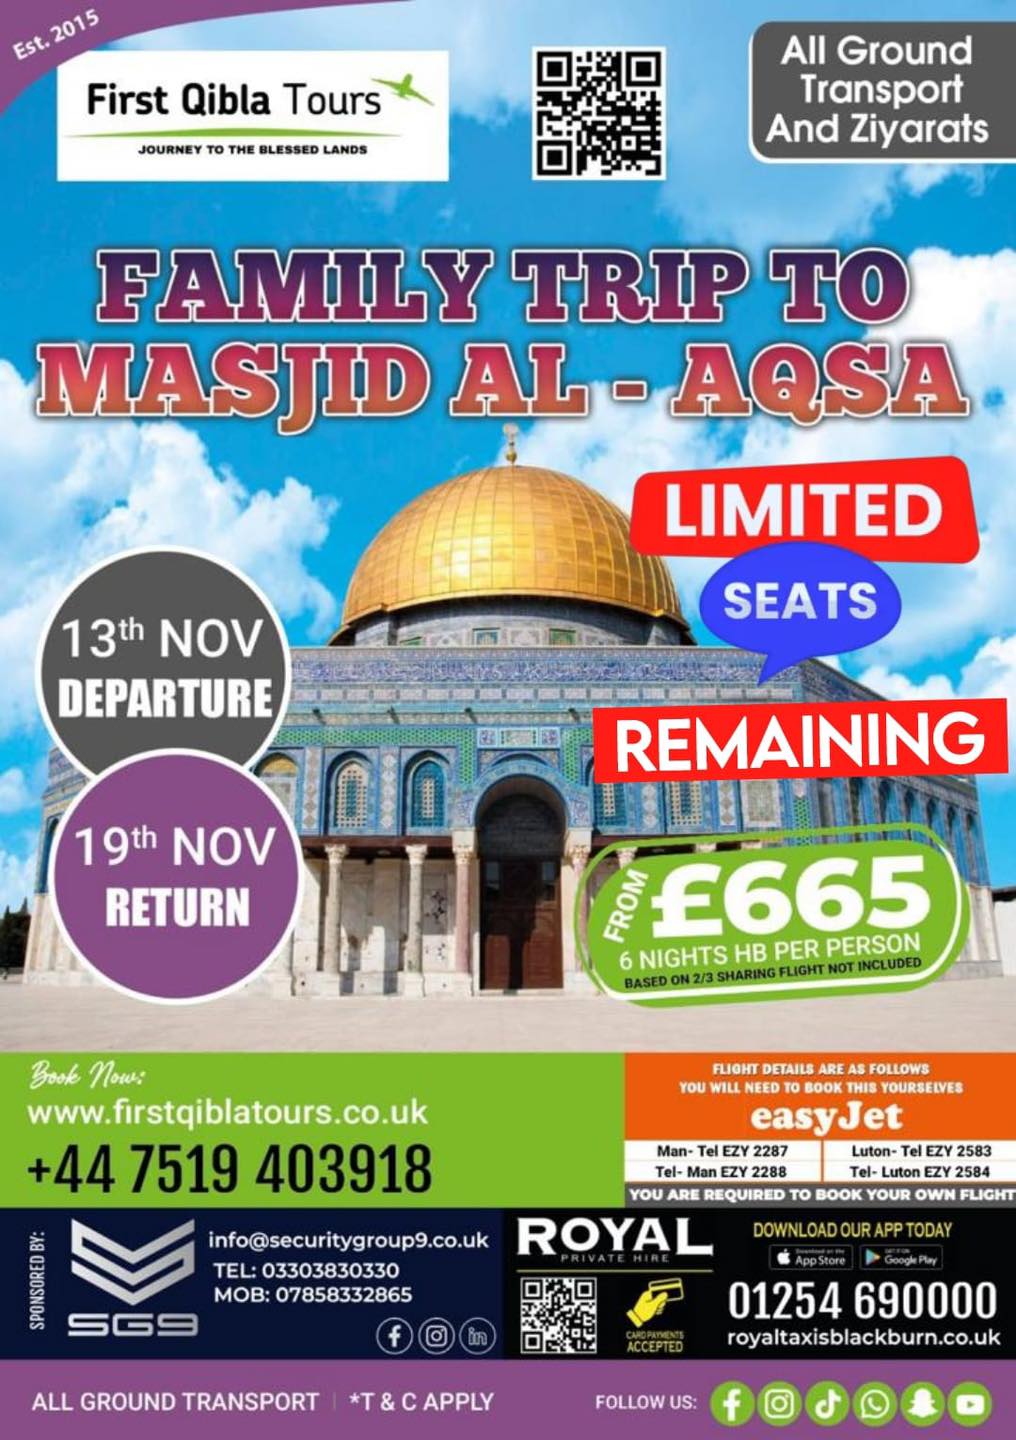 Est. 2015
First Qibla Tours
JOURNEY TO THE BLESSED LANDS
All Ground
Transport
And Ziyarats
FAMILY TRIP TO
MASJID AL - AQSA
LIMITED
SEATS
REMAINING
13th NOV
DEPARTURE
19th NOV
RETURN
FROM
£665
6 NIGHTS HB PER PERSON
BASED ON 2/3 SHARING FLIGHT NOT INCLUDED
Book Now:
www.firstqiblatours.co.uk
+44 7519 403918
FLIGHT DETAILS ARE AS FOLLOWS
YOU WILL NEED TO BOOK THIS YOURSELVES
easyJet
Man- Tel EZY 2287
Tel- Man EZY 2288
Luton- Tel EZY 2583
Tel- Luton EZY 2584
YOU ARE REQUIRED TO BOOK YOUR OWN FLIGHT
SPONSORED BY:
SG9
info@securitygroup9.co.uk
TEL: 03303830330
MOB: 07858332865
ROYAL
PRIVATE HIRE
CARD PAYMENTS
ACCEPTED
DOWNLOAD OUR APP TODAY
Download on the
App Store
GET IT ON
Google Play
01254 690000
royaltaxisblackburn.co.uk
ALL GROUND TRANSPORT | *T & C APPLY
FOLLOW US: